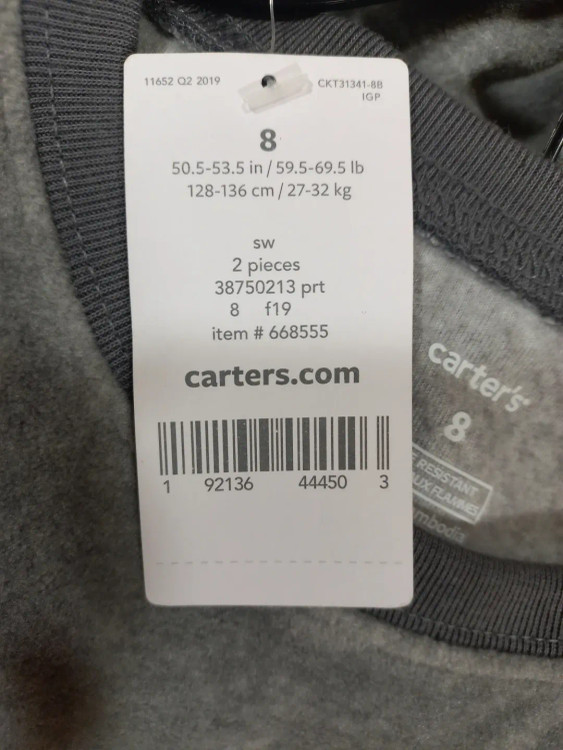 11652 Q2 2019
CKT31341-8B
IGP
8
50.5-53.5 in / 59.5-69.5 lb
128-136 cm / 27-32 kg
sw
2 pieces
38750213 prt
8 f19
item # 668555
carters.com
1 92136 44450 3
carter's
8
RESISTANT
UX FLAMMES
mbodia